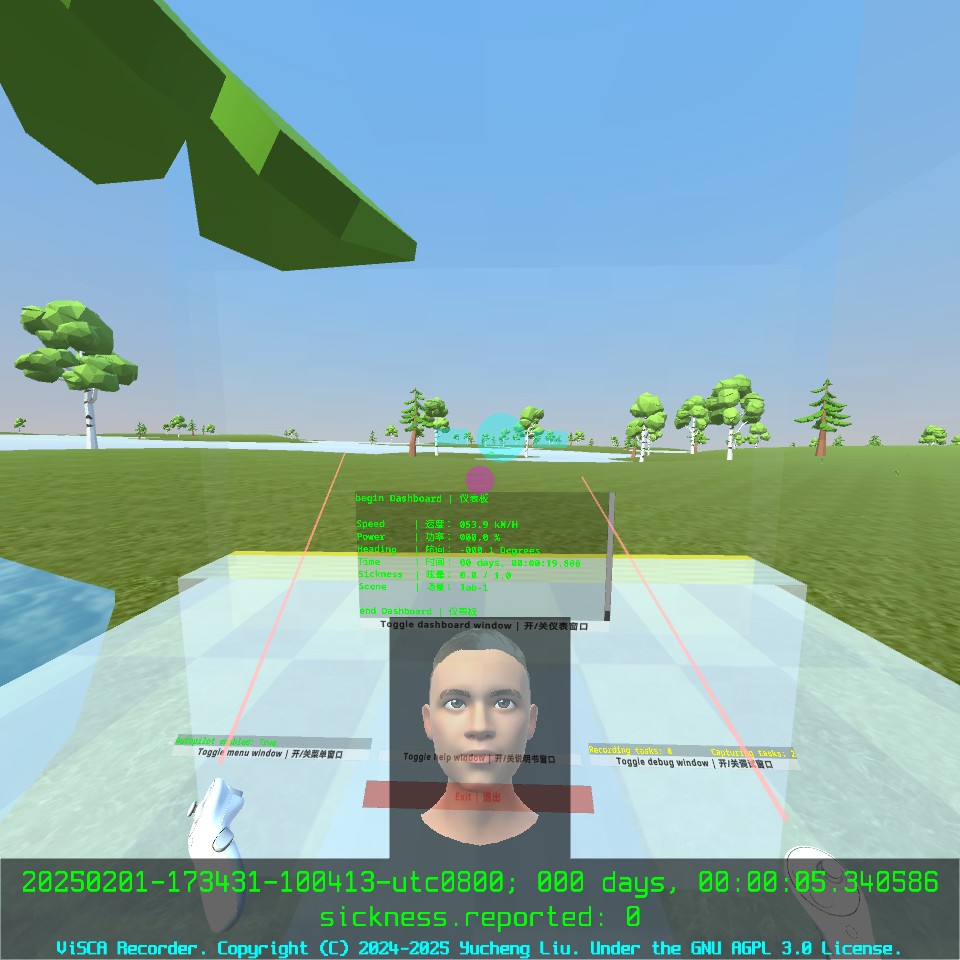 begin Dashboard | 仪表板
Speed | 速度： 053.9 kM/H
Power | 功率： 000.0 %
Heading | 转向： -000.1 Degrees
Time | 时间： 00 days, 00:00:19.800
Sickness | 眩晕： 0.0 / 1.0
Scene | 场景： Tab-1
end Dashboard | 仪表板
Toggle dashboard window | 开/关仪表窗口
Autopilot enabled: True
Toggle menu window | 开/关菜单窗口
Toggle help window | 开/关说明书窗口
Recording tasks: 0 Capturing tasks: 2
Toggle debug window | 开/关调试窗口
Exit | 退出
20250201-173431-100413-utc0800; 000 days, 00:00:05.340586
sickness.reported: 0
ViSCA Recorder. Copyright (C) 2024-2025 Yucheng Liu. Under the GNU AGPL 3.0 License.